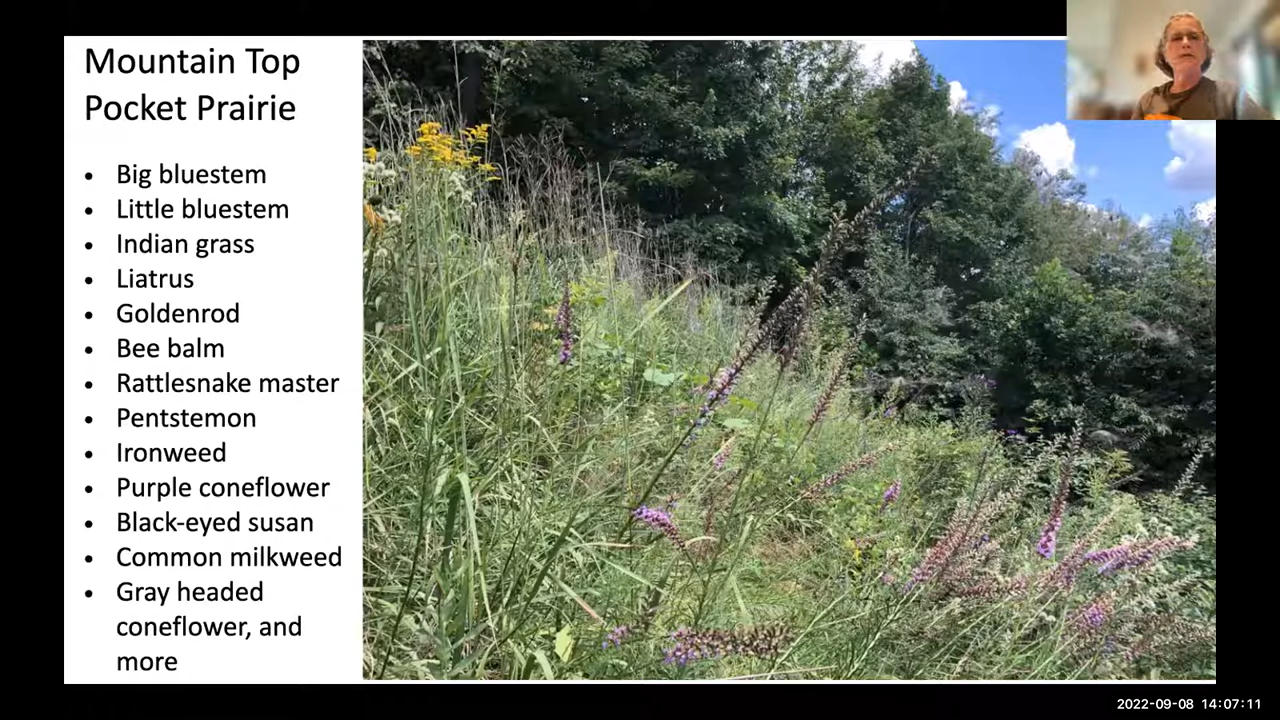 Mountain Top
Pocket Prairie
• Big bluestem
• Little bluestem
• Indian grass
• Liatrus
• Goldenrod
• Bee balm
• Rattlesnake master
• Pentstemon
• Ironweed
• Purple coneflower
• Black-eyed susan
• Common milkweed
• Gray headed
coneflower, and
more
2022-09-08 14:07:11